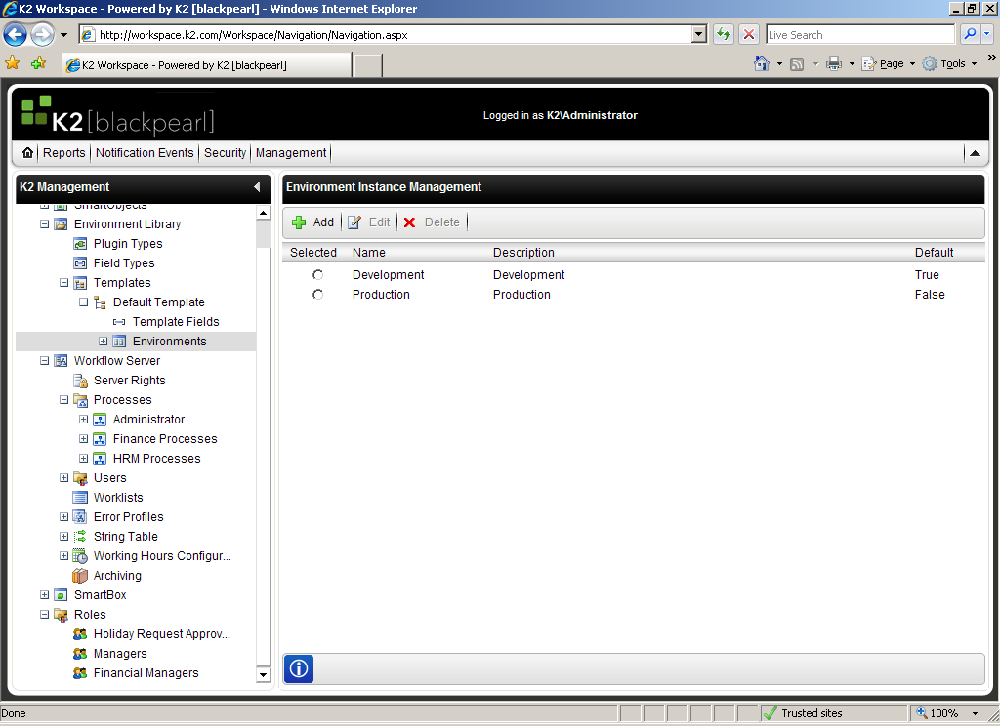 K2 Workspace - Powered by K2 [blackpearl] - Windows Internet Explorer
http://workspace.k2.com/Workspace/Navigation/Navigation.aspx
Live Search
K2 Workspace - Powered by K2 [blackpearl]
Page
Tools
K2[blackpearl]
Logged in as K2\Administrator
Reports
Notification Events
Security
Management
K2 Management
Environment Instance Management
SmartObjects
Environment Library
Plugin Types
Field Types
Templates
Default Template
Template Fields
Environments
Workflow Server
Server Rights
Processes
Administrator
Finance Processes
HRM Processes
Users
Worklists
Error Profiles
String Table
Working Hours Configur...
Archiving
SmartBox
Roles
Holiday Request Approv...
Managers
Financial Managers
Add
Edit
Delete
Selected Name Description Default
Development Development True
Production Production False
Done
Trusted sites
100%